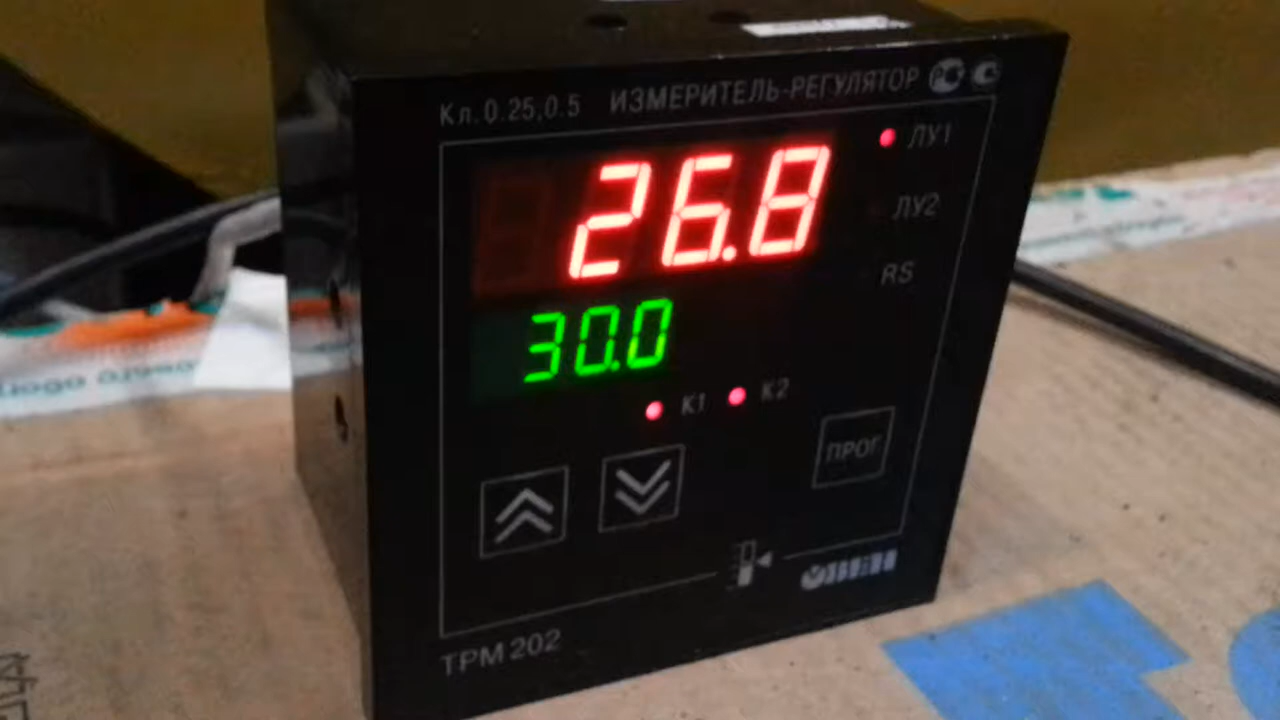 Кл. 0.25,0.5 ИЗМЕРИТЕЛЬ-РЕГУЛЯТОР
26.8
ЛУ1
ЛУ2
RS
30.0
К1 К2
ПРОГ
ОВЕН
ТРМ 202